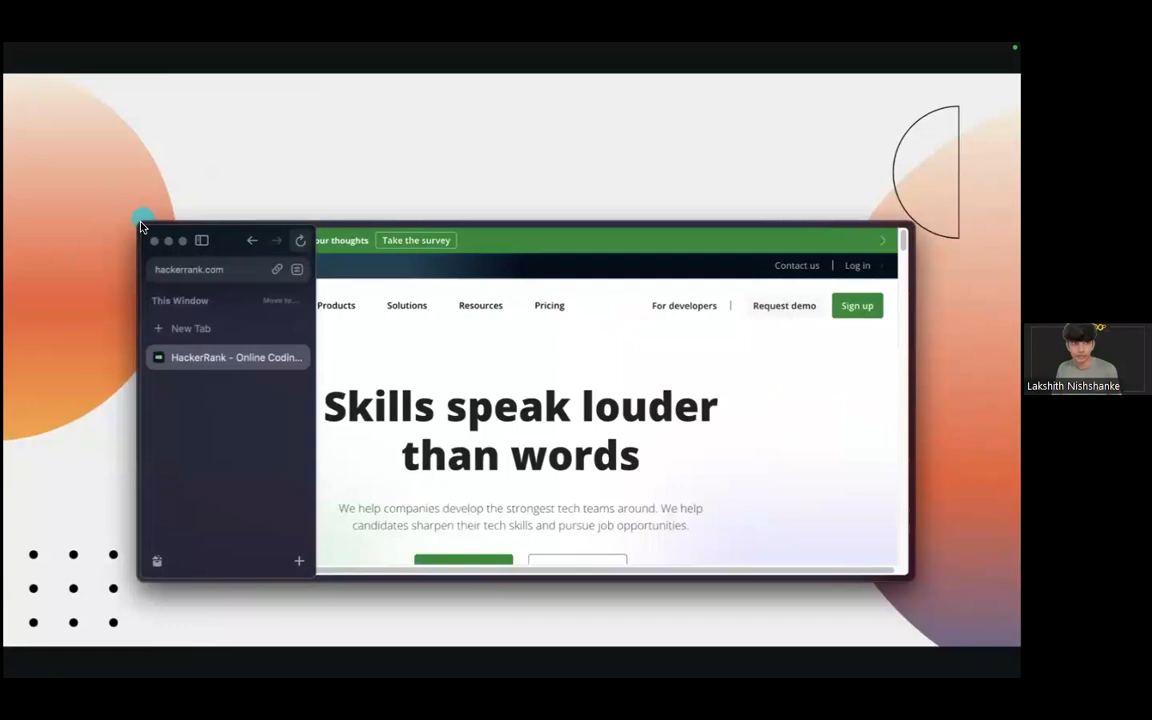 our thoughts Take the survey
hackerrank.com
Contact us | Log in
This Window Move to...
Products Solutions Resources Pricing For developers | Request demo Sign up
+ New Tab
HackerRank - Online Codin...
Skills speak louder
than words
We help companies develop the strongest tech teams around. We help
candidates sharpen their tech skills and pursue job opportunities.
Lakshith Nishshanke